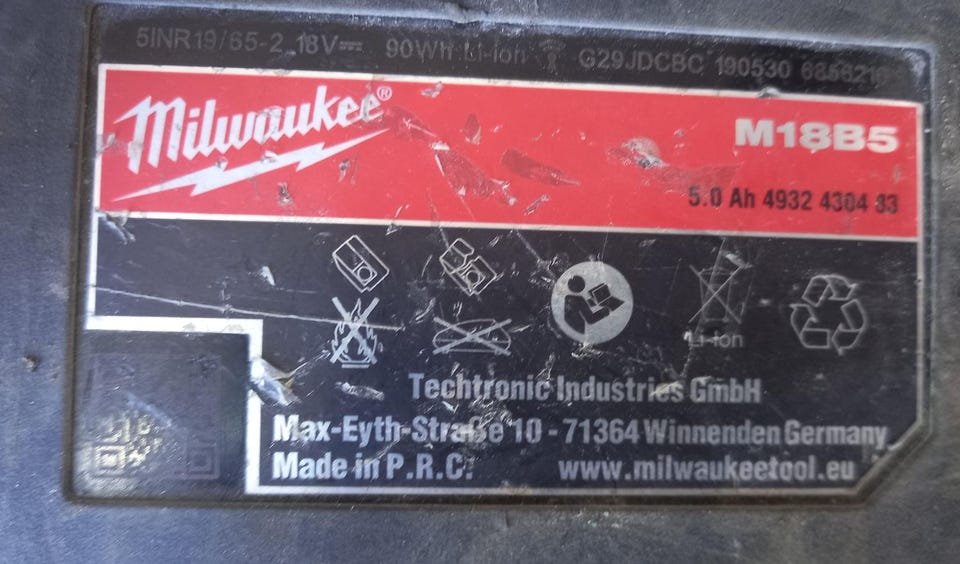 5INR19/65-2 18V⎓ 90Wh Li-Ion G29JDCBC 190530
Milwaukee®
M18B5
5.0 Ah 4932 4304 83
Li-Ion
Techtronic Industries GmbH
Max-Eyth-Straße 10 - 71364 Winnenden Germany
Made in P.R.C. www.milwaukeetool.eu